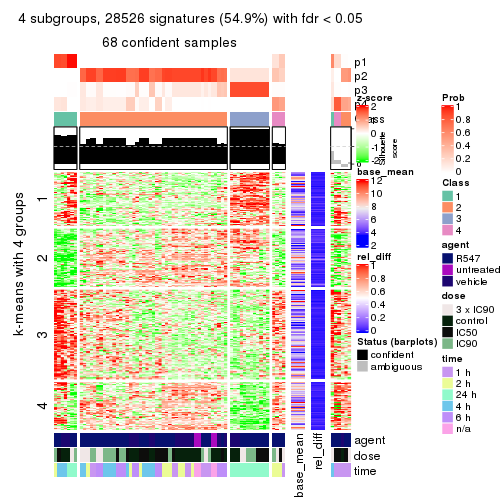 4 subgroups, 28526 signatures (54.9%) with fdr < 0.05
68 confident samples
p1
p2
p3
p4
Class
z-score
2
1
0
-1
-2
silhouette
score
k-means with 4 groups
1
2
3
4
base_mean
12
10
8
6
4
2
rel_diff
1
0.8
0.6
0.4
0.2
0
Status (barplots)
confident
ambiguous
Prob
1
0.8
0.6
0.4
0.2
0
Class
1
2
3
4
agent
R547
untreated
vehicle
dose
3 x IC90
control
IC50
IC90
time
1 h
2 h
24 h
4 h
6 h
n/a
agent
dose
time
base_mean
rel_diff